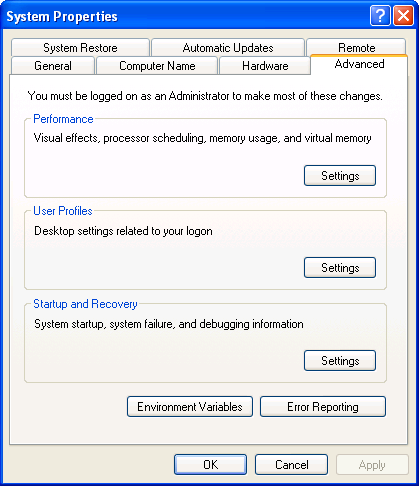 System Properties
System Restore Automatic Updates Remote
General Computer Name Hardware Advanced
You must be logged on as an Administrator to make most of these changes.
Performance
Visual effects, processor scheduling, memory usage, and virtual memory
Settings
User Profiles
Desktop settings related to your logon
Settings
Startup and Recovery
System startup, system failure, and debugging information
Settings
Environment Variables Error Reporting
OK Cancel Apply